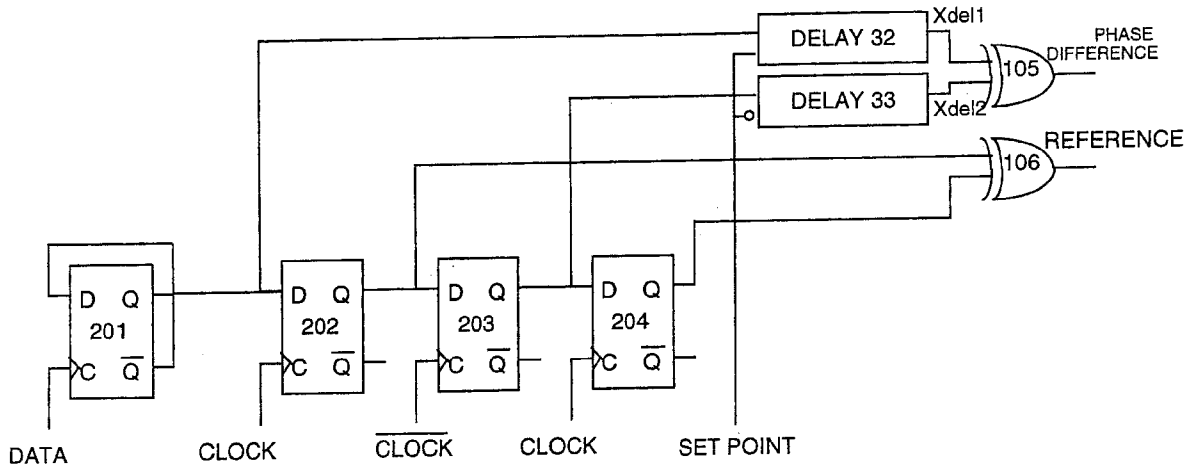 Xdel1
DELAY 32
PHASE
DIFFERENCE
105
DELAY 33
Xdel2
REFERENCE
106
D Q
201
C Q
D Q
202
C Q
D Q
203
C Q
D Q
204
C Q
DATA
CLOCK
CLOCK
CLOCK
SET POINT